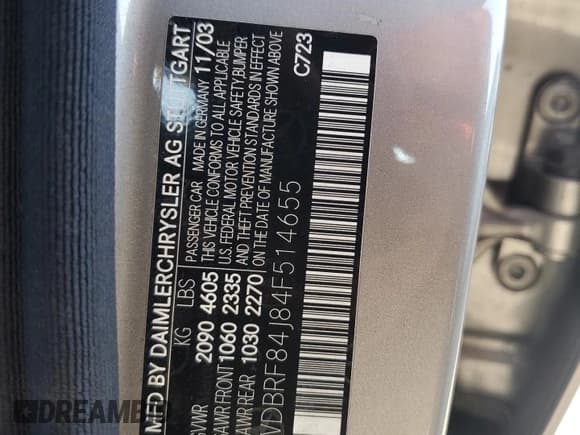 MFD BY DAIMLERCHRYSLER AG STUTTGART
KG LBS PASSENGER CAR MADE IN GERMANY 11/03
GVWR 2090 4605 THIS VEHICLE CONFORMS TO ALL APPLICABLE
GAWR FRONT 1060 2335 U.S. FEDERAL MOTOR VEHICLE SAFETY, BUMPER,
GAWR REAR 1030 2270 AND THEFT PREVENTION STANDARDS IN EFFECT
ON THE DATE OF MANUFACTURE SHOWN ABOVE
WDBRF84J84F514655 C723
DREAMBE